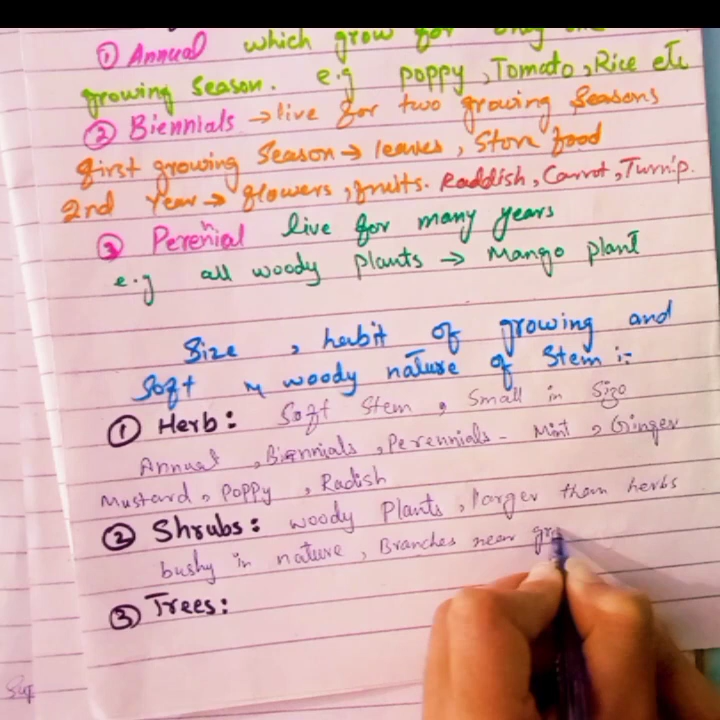 ① Annual which grow for only one
growing season. e.g poppy, Tomato, Rice etc
② Biennials → live for two growing seasons
first growing season → leaves, store food
2nd Year → flowers, fruits. Raddish, Carrot, Turnip.
③ Perennial live for many years
e.g all woody plants → Mango plant
Size, habit of growing and
Soft or woody nature of Stem :-
① Herb: Soft Stem, Small in Size
Annual, Biennials, Perennials - Mint, Ginger
Mustard, Poppy, Radish
② Shrubs: woody Plants, larger than herbs
bushy in nature, Branches near gr
③ Trees: